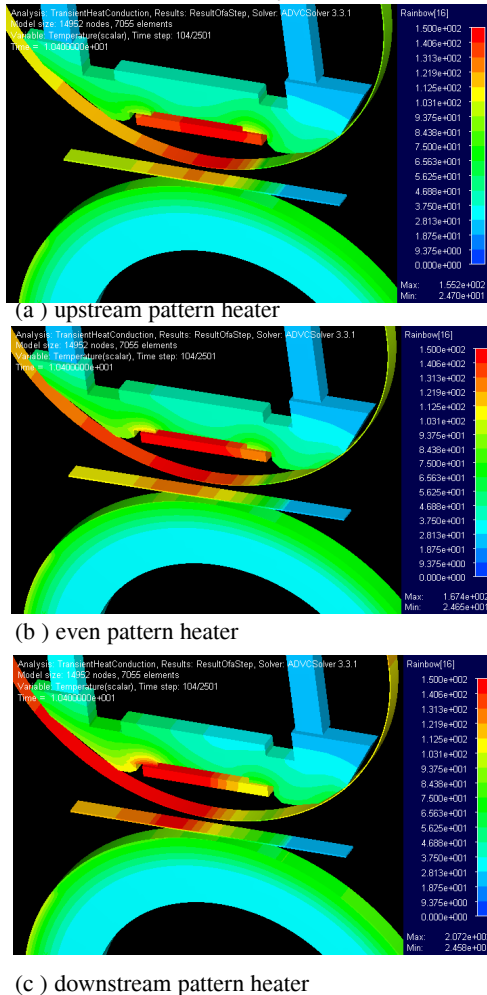 Analysis: TransientHeatConduction, Results: ResultOfaStep, Solver: ADVCSolver 3.3.1
Model size: 14952 nodes, 7055 elements
Variable: Temperature(scalar), Time step: 104/2501
Time = 1.0400000e+001
Rainbow[16]
1.500e+002
1.406e+002
1.313e+002
1.219e+002
1.125e+002
1.031e+002
9.375e+001
8.438e+001
7.500e+001
6.563e+001
5.625e+001
4.688e+001
3.750e+001
2.813e+001
1.875e+001
9.375e+000
0.000e+000
Max: 1.552e+002
Min: 2.470e+001
(a ) upstream pattern heater
Analysis: TransientHeatConduction, Results: ResultOfaStep, Solver: ADVCSolver 3.3.1
Model size: 14952 nodes, 7055 elements
Variable: Temperature(scalar), Time step: 104/2501
Time = 1.0400000e+001
Rainbow[16]
1.500e+002
1.406e+002
1.313e+002
1.219e+002
1.125e+002
1.031e+002
9.375e+001
8.438e+001
7.500e+001
6.563e+001
5.625e+001
4.688e+001
3.750e+001
2.813e+001
1.875e+001
9.375e+000
0.000e+000
Max: 1.674e+002
Min: 2.465e+001
(b ) even pattern heater
Analysis: TransientHeatConduction, Results: ResultOfaStep, Solver: ADVCSolver 3.3.1
Model size: 14952 nodes, 7055 elements
Variable: Temperature(scalar), Time step: 104/2501
Time = 1.0400000e+001
Rainbow[16]
1.500e+002
1.406e+002
1.313e+002
1.219e+002
1.125e+002
1.031e+002
9.375e+001
8.438e+001
7.500e+001
6.563e+001
5.625e+001
4.688e+001
3.750e+001
2.813e+001
1.875e+001
9.375e+000
0.000e+000
Max: 2.072e+002
Min: 2.458e+001
(c ) downstream pattern heater